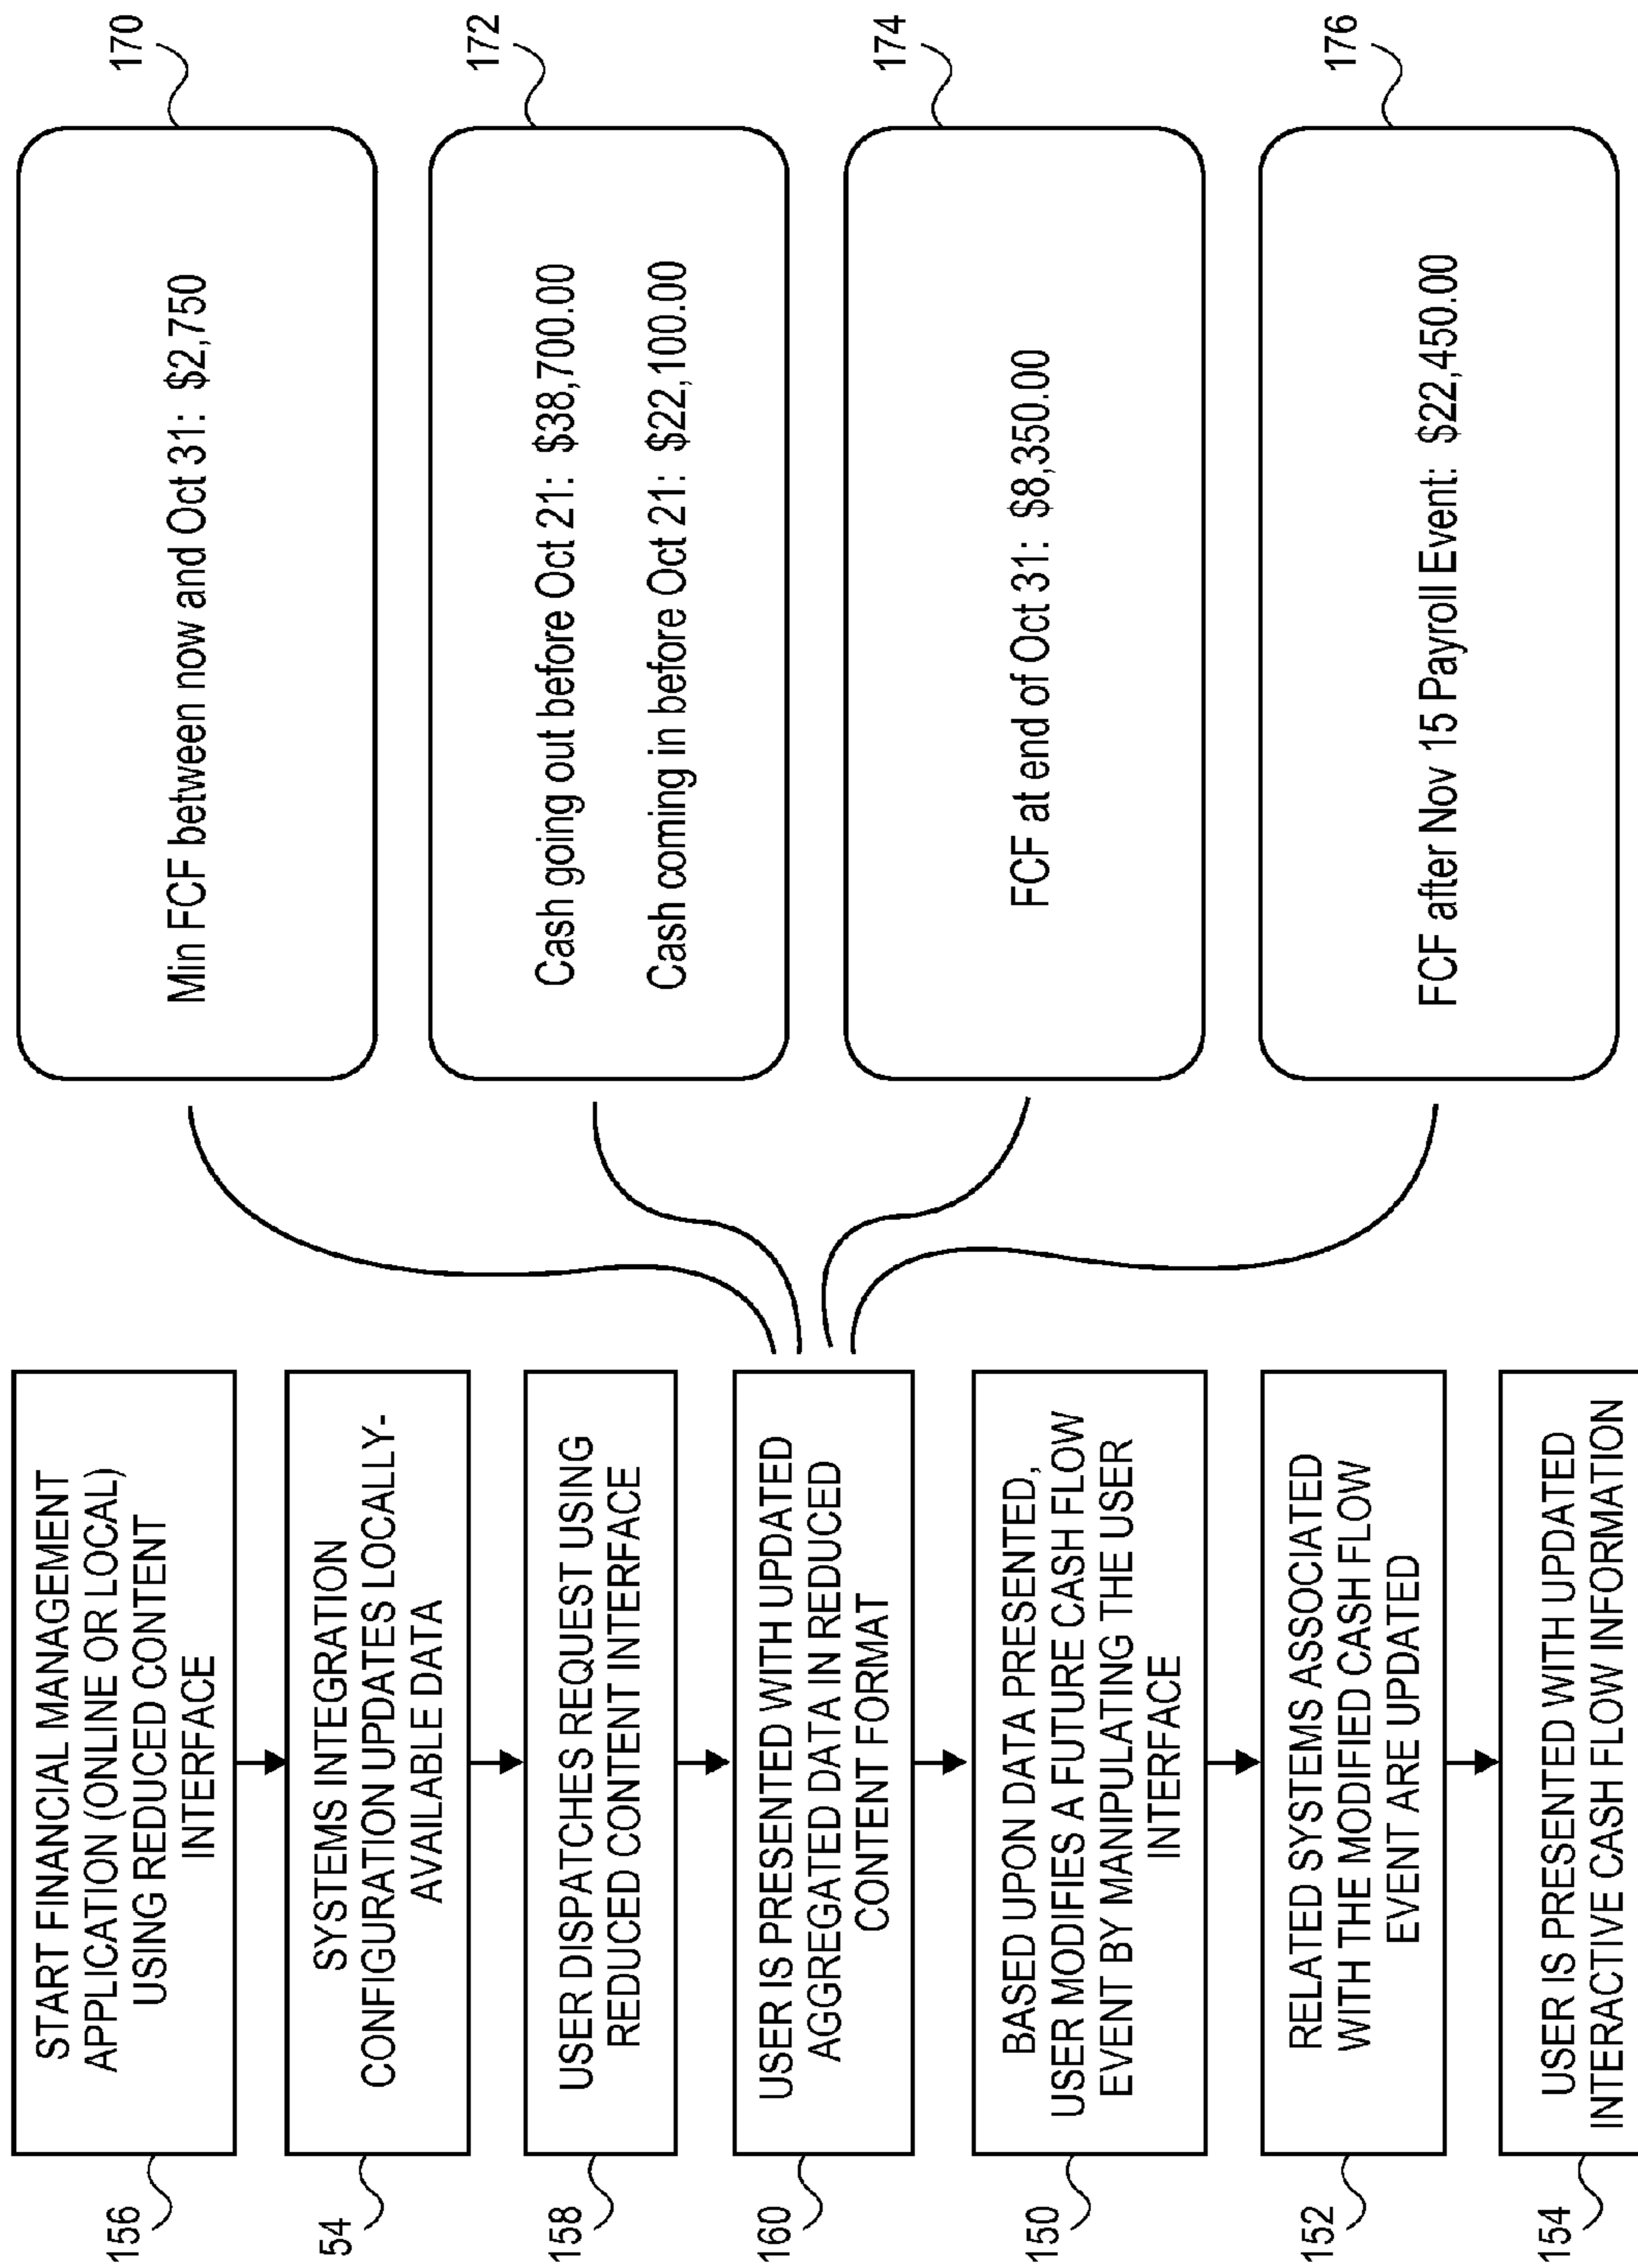 156
START FINANCIAL MANAGEMENT
APPLICATION (ONLINE OR LOCAL)
USING REDUCED CONTENT
INTERFACE
54
SYSTEMS INTEGRATION
CONFIGURATION UPDATES LOCALLY-
AVAILABLE DATA
158
USER DISPATCHES REQUEST USING
REDUCED CONTENT INTERFACE
160
USER IS PRESENTED WITH UPDATED
AGGREGATED DATA IN REDUCED
CONTENT FORMAT
150
BASED UPON DATA PRESENTED,
USER MODIFIES A FUTURE CASH FLOW
EVENT BY MANIPULATING THE USER
INTERFACE
152
RELATED SYSTEMS ASSOCIATED
WITH THE MODIFIED CASH FLOW
EVENT ARE UPDATED
154
USER IS PRESENTED WITH UPDATED
INTERACTIVE CASH FLOW INFORMATION
170
Min FCF between now and Oct 31: $2,750
172
Cash going out before Oct 21: $38,700.00
Cash coming in before Oct 21: $22,100.00
174
FCF at end of Oct 31: $8,350.00
176
FCF after Nov 15 Payroll Event: $22,450.00